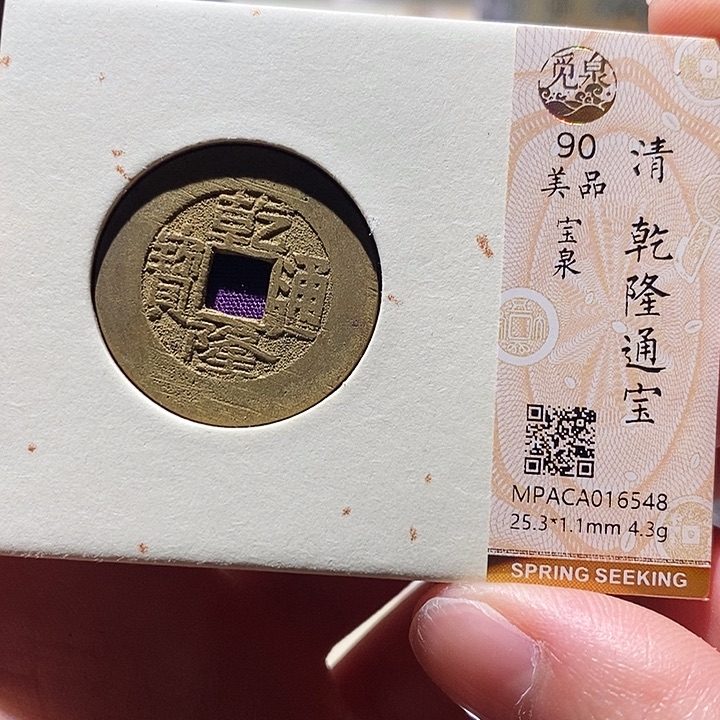 乾隆通寶
觅泉
90
美品
宝泉
清 乾隆通宝
MPACA016548
25.3*1.1mm 4.3g
SPRING SEEKING